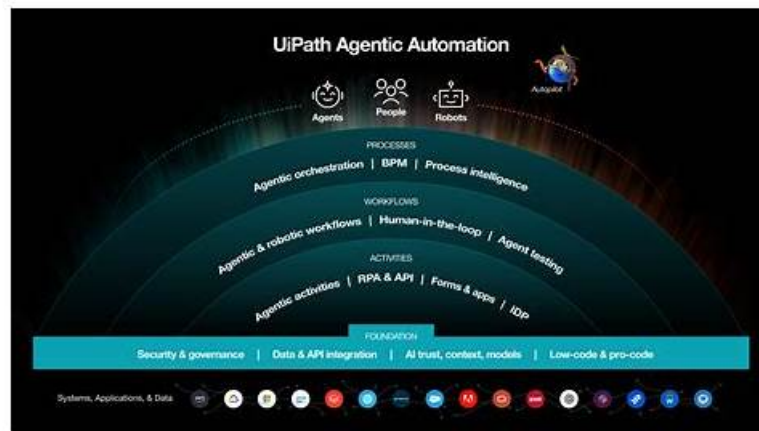 UiPath Agentic Automation
Autopilot
Agents
People
Robots
PROCESSES
Agentic orchestration | BPM | Process intelligence
WORKFLOWS
Agentic & robotic workflows | Human-in-the-loop | Agent testing
ACTIVITIES
Agentic activities | RPA & API | Forms & apps | IDP
FOUNDATION
Security & governance | Data & API integration | AI trust, context, models | Low-code & pro-code
Systems, Applications, & Data